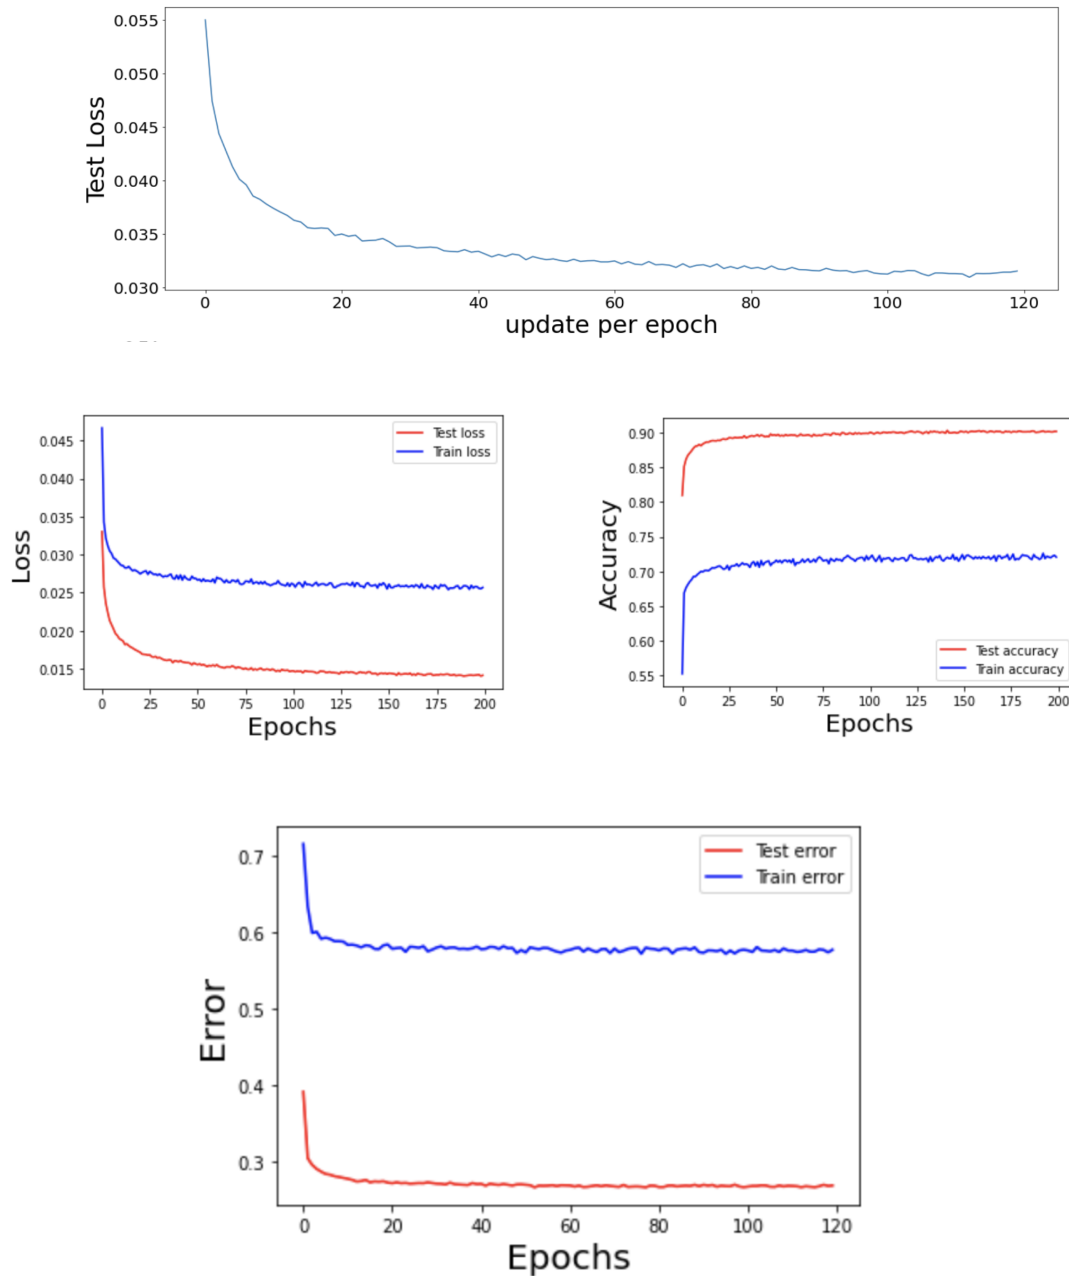 0.055
0.050
0.045
0.040
0.035
0.030
Test Loss
0 20 40 60 80 100 120
update per epoch
0.045
0.040
0.035
0.030
0.025
0.020
0.015
Loss
Test loss
Train loss
0 25 50 75 100 125 150 175 200
Epochs
0.90
0.85
0.80
0.75
0.70
0.65
0.60
0.55
Accuracy
Test accuracy
Train accuracy
0 25 50 75 100 125 150 175 200
Epochs
0.7
0.6
0.5
0.4
0.3
Error
Test error
Train error
0 20 40 60 80 100 120
Epochs